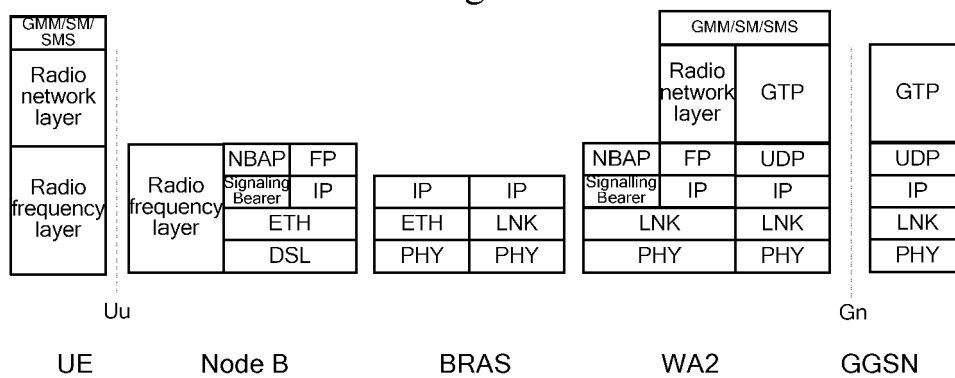 GMM/SM/
SMS
Radio
network
layer
Radio
frequency
layer
Uu
UE
Radio
frequency
layer
NBAP FP
Signaling
Bearer
IP
ETH
DSL
Node B
IP IP
ETH LNK
PHY PHY
BRAS
GMM/SM/SMS
Radio
network
layer
GTP
NBAP FP UDP
Signalling
Bearer
IP IP
LNK LNK
PHY PHY
WA2
Gn
GTP
UDP
IP
LNK
PHY
GGSN